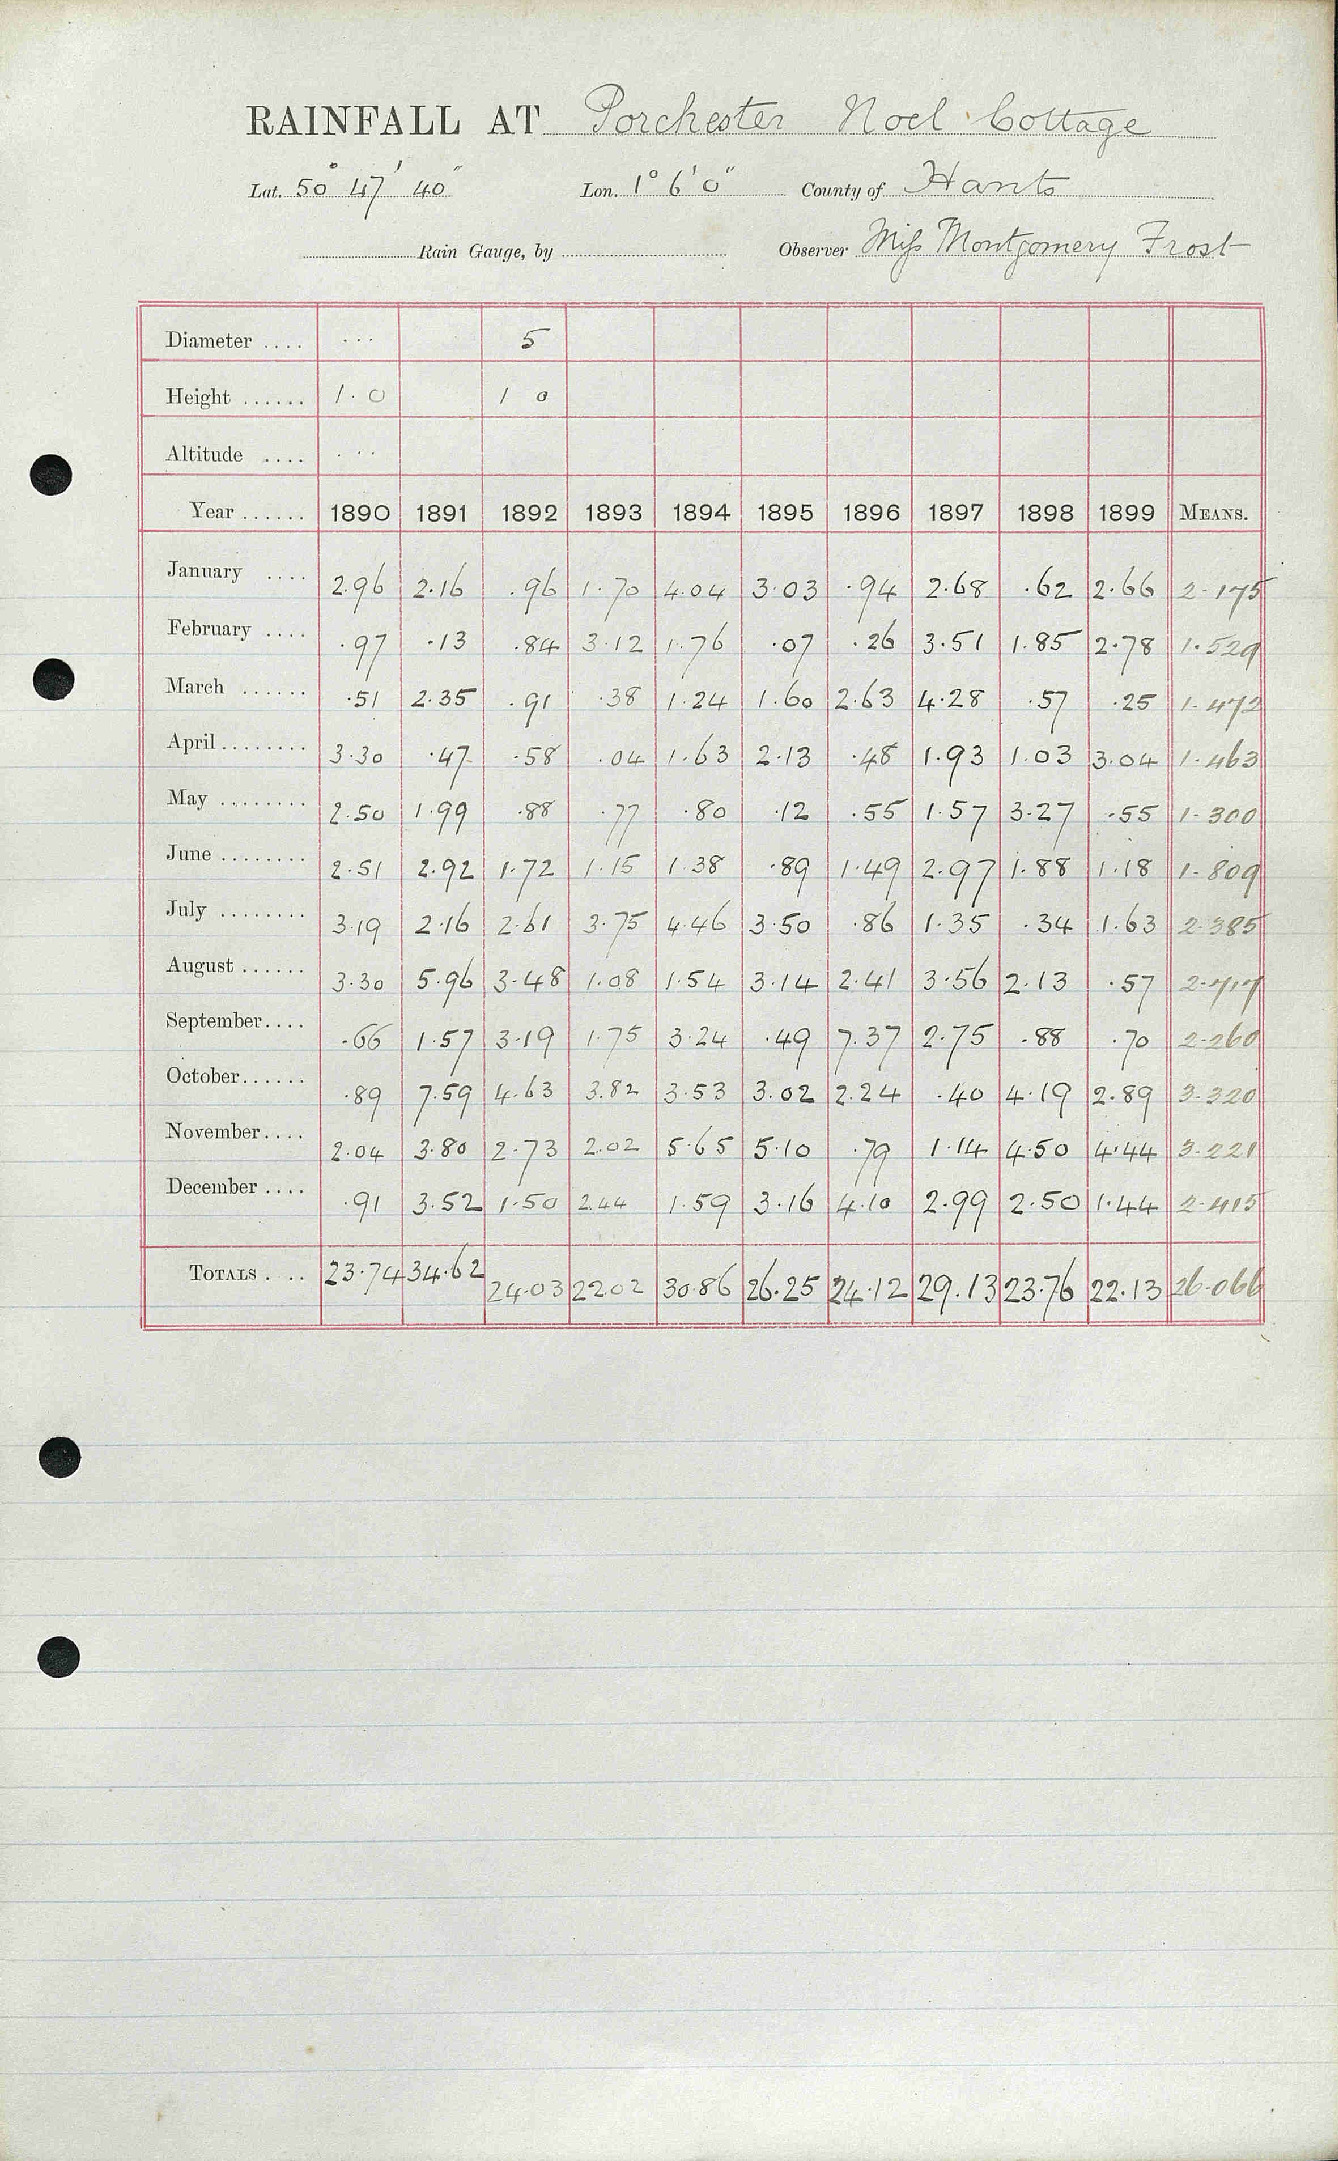 RAINFALL AT Porchester Noel Cottage
Lat. 50° 47' 40" Lon. 1° 6' 0" County of Hants
Rain Gauge, by Observer Miss Montgomery Frost
Diameter .... ... 5
Height ...... 1.0 1 0
Altitude .... ...
Year ...... 1890 1891 1892 1893 1894 1895 1896 1897 1898 1899 MEANS.
January .... 2.96 2.16 .96 1.70 4.04 3.03 .94 2.68 .62 2.66 2.175
February .... .97 .13 .84 3.12 1.76 .07 .26 3.51 1.85 2.78 1.529
March ...... .51 2.35 .91 .38 1.24 1.60 2.63 4.28 .57 .25 1.472
April ........ 3.30 .47 .58 .04 1.63 2.13 .48 1.93 1.03 3.04 1.463
May ........ 2.50 1.99 .88 .77 .80 .12 .55 1.57 3.27 .55 1.300
June ........ 2.51 2.92 1.72 1.15 1.38 .89 1.49 2.97 1.88 1.18 1.809
July ........ 3.19 2.16 2.61 3.75 4.46 3.50 .86 1.35 .34 1.63 2.385
August ...... 3.30 5.96 3.48 1.08 1.54 3.14 2.41 3.56 2.13 .57 2.717
September.... .66 1.57 3.19 1.75 3.24 .49 7.37 2.75 .88 .70 2.260
October...... .89 7.59 4.63 3.82 3.53 3.02 2.24 .40 4.19 2.89 3.320
November.... 2.04 3.80 2.73 2.02 5.65 5.10 .79 1.14 4.50 4.44 3.221
December .... .91 3.52 1.50 2.44 1.59 3.16 4.10 2.99 2.50 1.44 2.415
TOTALS .... 23.74 34.62 24.03 22.02 30.86 26.25 24.12 29.13 23.76 22.13 26.066